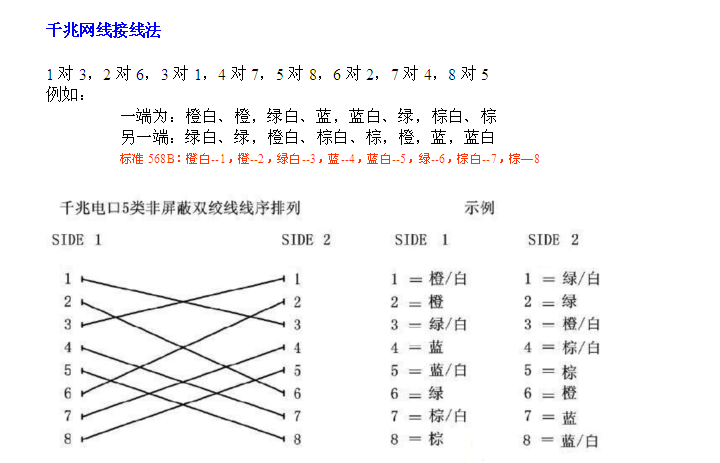 千兆网线接线法
1 对 3，2 对 6，3 对 1，4 对 7，5 对 8，6 对 2，7 对 4，8 对 5
例如：
一端为：橙白、橙，绿白、蓝，蓝白、绿，棕白、棕
另一端：绿白、绿，橙白、棕白、棕，橙，蓝，蓝白
标准 568B：橙白--1，橙--2，绿白--3，蓝--4，蓝白--5，绿--6，棕白--7，棕—8
千兆电口5类非屏蔽双绞线线序排列 示例
SIDE 1 SIDE 2 SIDE 1 SIDE 2
1 1 1 = 橙/白 1 = 绿/白
2 2 2 = 橙 2 = 绿
3 3 3 = 绿/白 3 = 橙/白
4 4 4 = 蓝 4 = 棕/白
5 5 5 = 蓝/白 5 = 棕
6 6 6 = 绿 6 = 橙
7 7 7 = 棕/白 7 = 蓝
8 8 8 = 棕 8 = 蓝/白